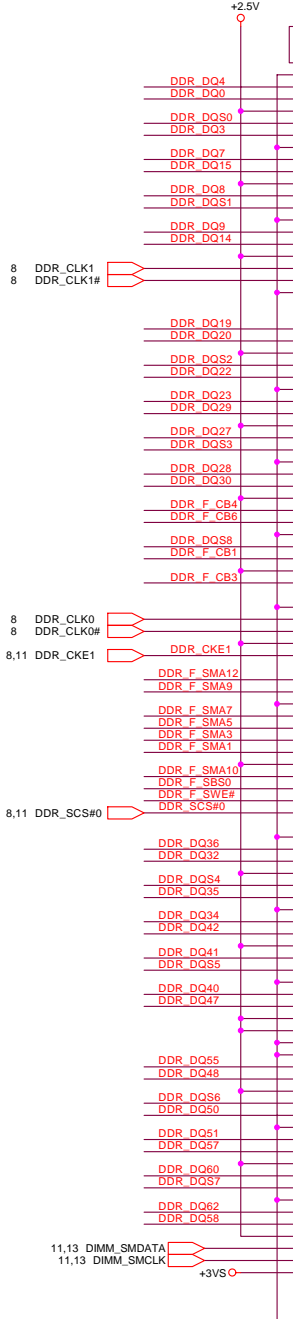 +2.5V
DDR_DQ4
DDR_DQ0
DDR_DQS0
DDR_DQ3
DDR_DQ7
DDR_DQ15
DDR_DQ8
DDR_DQS1
DDR_DQ9
DDR_DQ14
8 DDR_CLK1
8 DDR_CLK1#
DDR_DQ19
DDR_DQ20
DDR_DQS2
DDR_DQ22
DDR_DQ23
DDR_DQ29
DDR_DQ27
DDR_DQS3
DDR_DQ28
DDR_DQ30
DDR_F_CB4
DDR_F_CB6
DDR_DQS8
DDR_F_CB1
DDR_F_CB3
8 DDR_CLK0
8 DDR_CLK0#
8,11 DDR_CKE1 DDR_CKE1
DDR_F_SMA12
DDR_F_SMA9
DDR_F_SMA7
DDR_F_SMA5
DDR_F_SMA3
DDR_F_SMA1
DDR_F_SMA10
DDR_F_SBS0
DDR_F_SWE#
8,11 DDR_SCS#0 DDR_SCS#0
DDR_DQ36
DDR_DQ32
DDR_DQS4
DDR_DQ35
DDR_DQ34
DDR_DQ42
DDR_DQ41
DDR_DQS5
DDR_DQ40
DDR_DQ47
DDR_DQ55
DDR_DQ48
DDR_DQS6
DDR_DQ50
DDR_DQ51
DDR_DQ57
DDR_DQ60
DDR_DQS7
DDR_DQ62
DDR_DQ58
11,13 DIMM_SMDATA
11,13 DIMM_SMCLK
+3VS